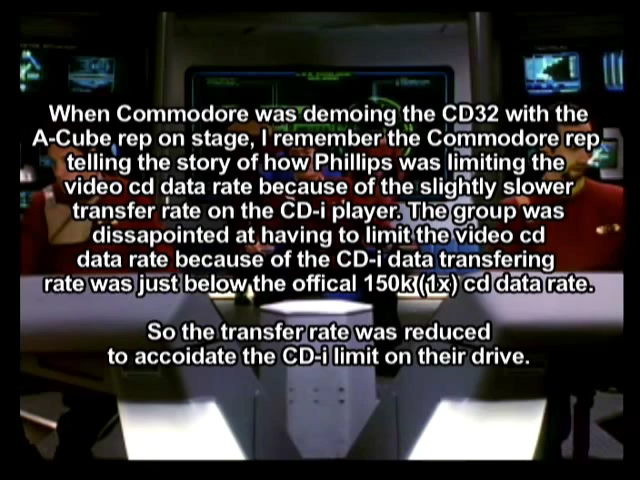 When Commodore was demoing the CD32 with the
A-Cube rep on stage, I remember the Commodore rep
telling the story of how Phillips was limiting the
video cd data rate because of the slightly slower
transfer rate on the CD-i player. The group was
dissapointed at having to limit the video cd
data rate because of the CD-i data transfering
rate was just below the offical 150k (1x) cd data rate.
So the transfer rate was reduced
to accoidate the CD-i limit on their drive.